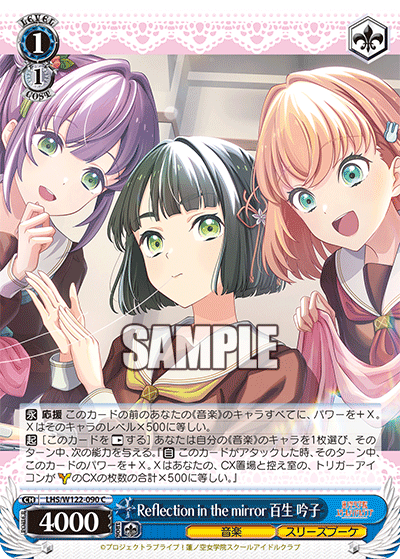 LEVEL
1
1
COST
SAMPLE
永 応援 このカードの前のあなたの《音楽》のキャラすべてに、パワーを＋X。
Xはそのキャラのレベル×500に等しい。
起 ［このカードを する］ あなたは自分の《音楽》のキャラを1枚選び、そのタ
ーン中、次の能力を与える。『 このカードがアタックした時、そのターン中、
このカードのパワーを＋X。Xはあなたの、CX置場と控え室の、トリガーアイ
コンが のCXの枚数の合計×500に等しい。』
CH LHS/W122-090 C
4000
Reflection in the mirror 百生 吟子
音楽 スリーズブーケ
©プロジェクトラブライブ！蓮ノ空女学院スクールアイドルクラブ